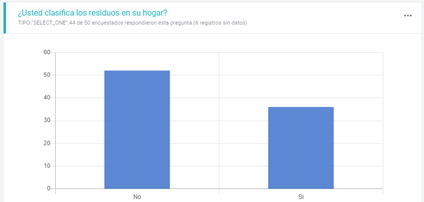 ¿Usted clasifica los residuos en su hogar?
TIPO:"SELECT_ONE".44 de 50 encuestados respondieron esta pregunta.(6 registros sin datos)
60
50
40
30
20
10
0
No
Si